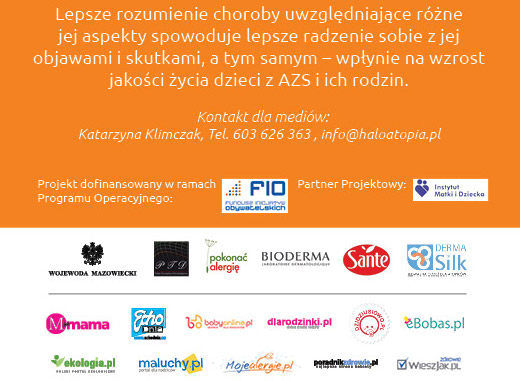 Lepsze rozumienie choroby uwzględniające różne
jej aspekty spowoduje lepsze radzenie sobie z jej
objawami i skutkami, a tym samym – wpłynie na wzrost
jakości życia dzieci z AZS i ich rodzin.
Kontakt dla mediów:
Katarzyna Klimczak, Tel. 603 626 363 , info@haloatopia.pl
Projekt dofinansowany w ramach
Programu Operacyjnego:
FIO
FUNDUSZ INICJATYW
OBYWATELSKICH
Partner Projektowy:
Instytut
Matki i Dziecka
WOJEWODA MAZOWIECKI
PTD
pokonać
alergię
BIODERMA
LABORATOIRE DERMATOLOGIQUE
Santé
DERMA
Silk
Mmama
babyonline.pl
dlarodzinki.pl
DZIDZIUSIOWO.PL
eBobas.pl
ekologia.pl
maluchy.pl
Mojealergie.pl
poradnikzdrowie.pl
zdrowie
WIESZJAK.PL